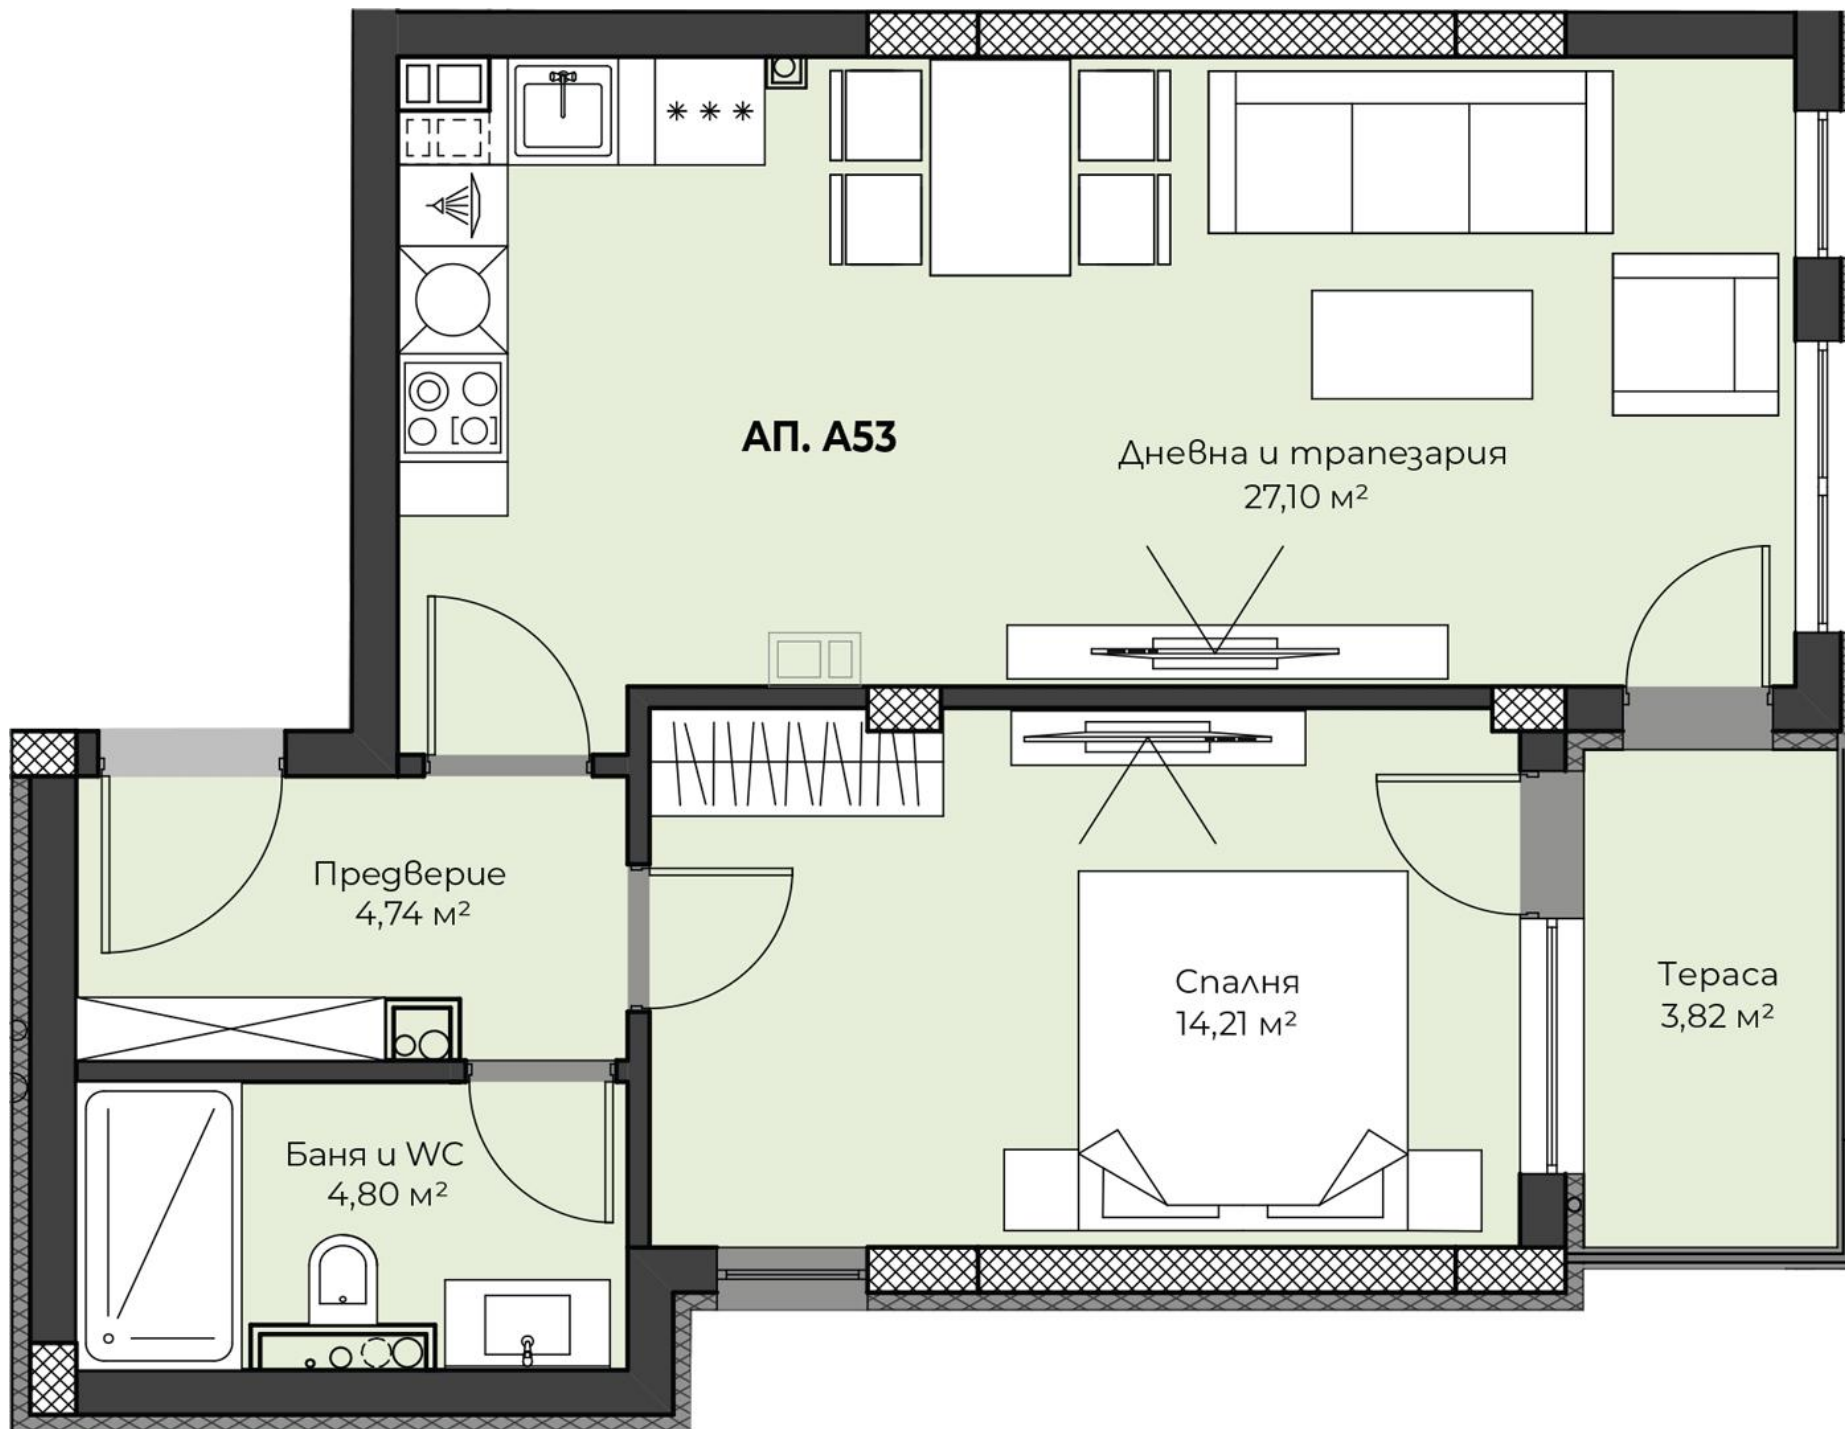 АП. А53
Дневна и трапезария
27,10 м²
Предверие
4,74 м²
Спалня
14,21 м²
Тераса
3,82 м²
Баня и WC
4,80 м²